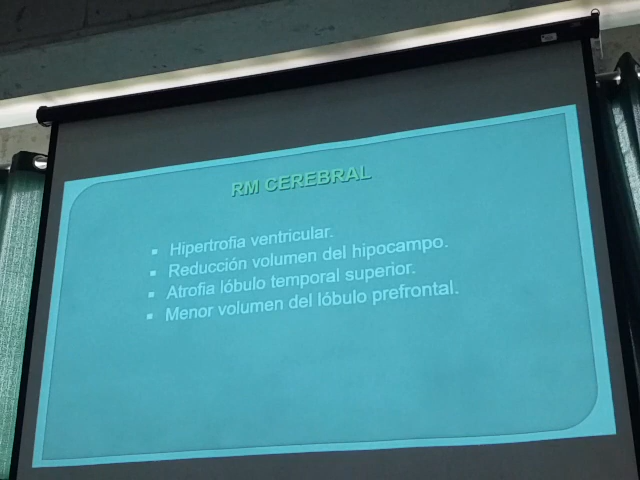 RM CEREBRAL
▪ Hipertrofia ventricular.
▪ Reducción volumen del hipocampo.
▪ Atrofia lóbulo temporal superior.
▪ Menor volumen del lóbulo prefrontal.